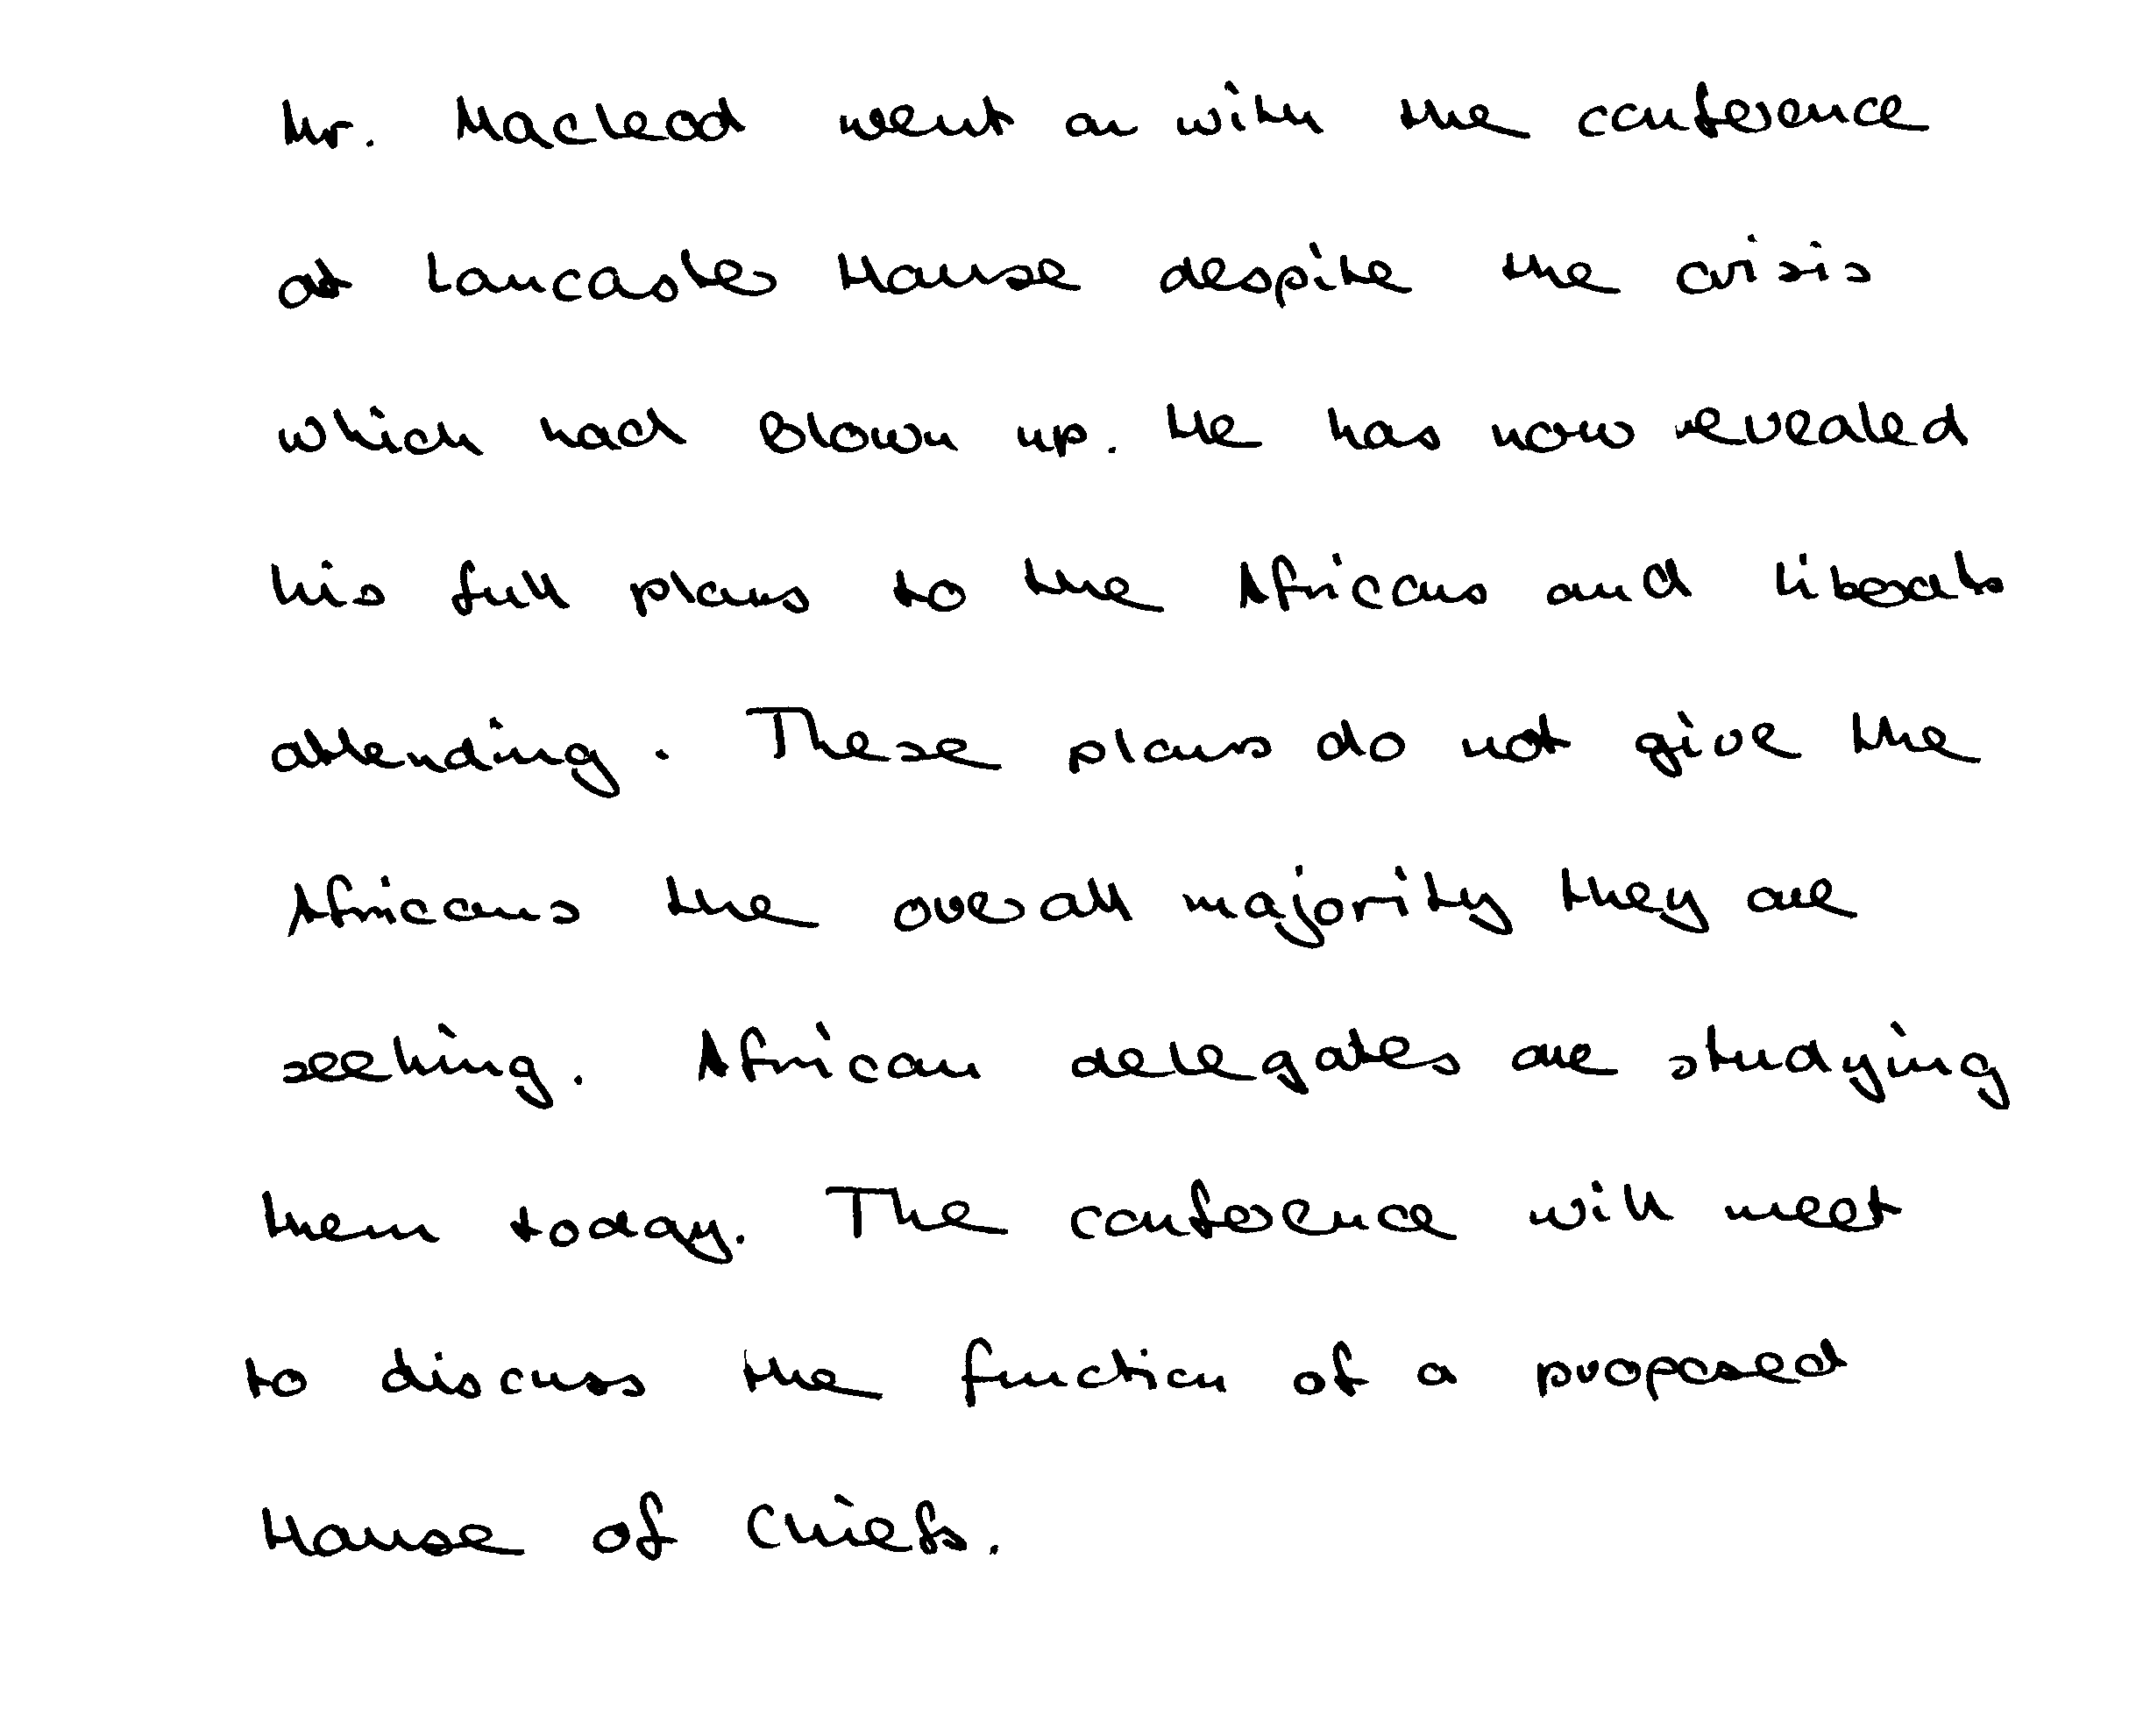 Mr. Macleod went on with the conference
at Lancaster House despite the crisis
which had blown up. He has now revealed
his full plans to the Africans and Liberals
attending. These plans do not give the
Africans the overall majority they are
seeking. African delegates are studying
them today. The conference will meet
to discuss the function of a proposed
House of Chiefs.